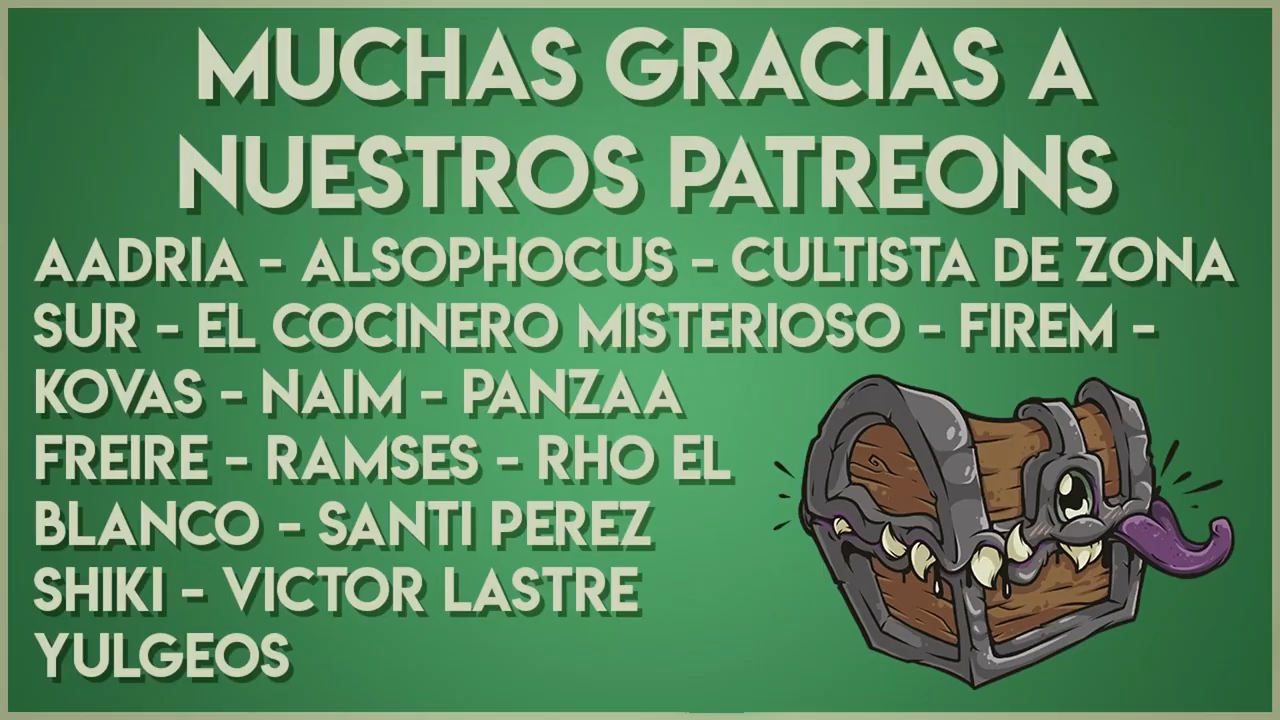 MUCHAS GRACIAS A
NUESTROS PATREONS
AADRIA - ALSOPHOCUS - CULTISTA DE ZONA
SUR - EL COCINERO MISTERIOSO - FIREM -
KOVAS - NAIM - PANZAA
FREIRE - RAMSES - RHO EL
BLANCO - SANTI PEREZ
SHIKI - VICTOR LASTRE
YULGEOS